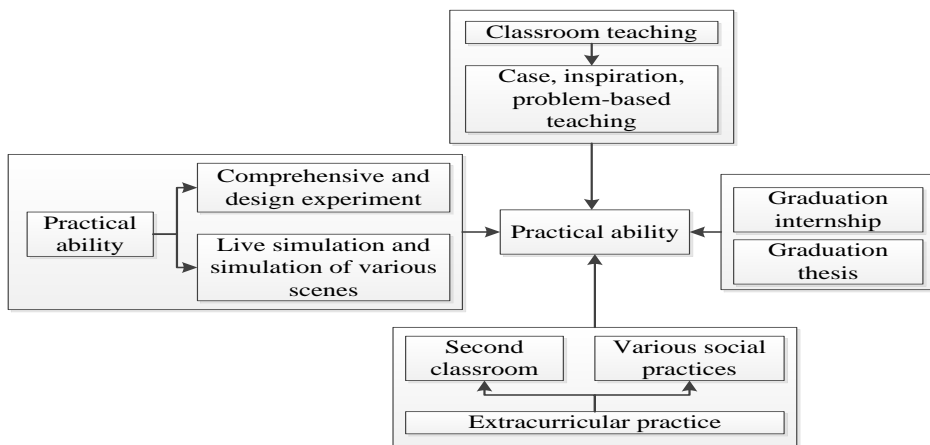 Classroom teaching
Case, inspiration,
problem-based
teaching
Comprehensive and
design experiment
Practical
ability
Live simulation and
simulation of various
scenes
Practical ability
Graduation
internship
Graduation
thesis
Second
classroom
Various social
practices
Extracurricular practice